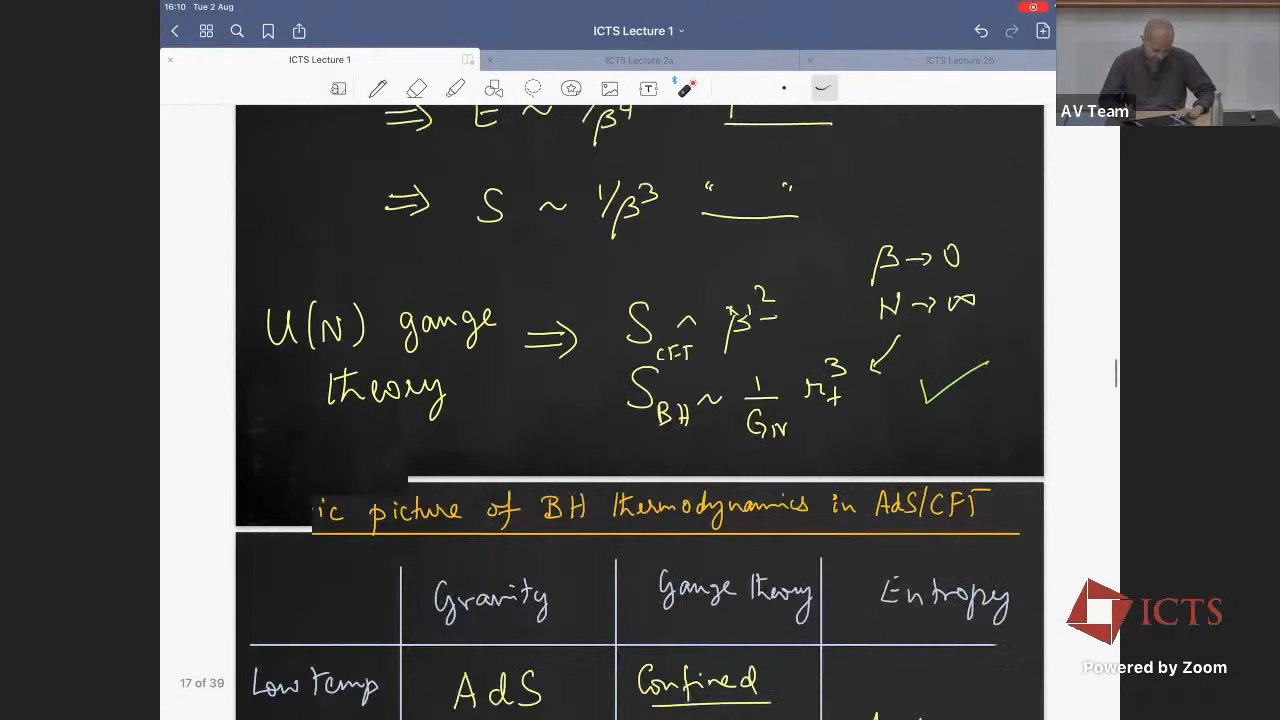 16:10 Tue 2 Aug
ICTS Lecture 1
ICTS Lecture 1 ICTS Lecture 2a ICTS Lecture 2b
AV Team
⇒ E ~ 1/β⁴
⇒ S ~ 1/β³ " "
β → 0
N → ∞
U(N) gauge theory ⇒ S_CFT ~
S_BH ~ 1/G_N r₊³ ✓
ic picture of BH thermodynamics in AdS/CFT
Gravity Gauge theory Entropy
Low temp AdS Confined
17 of 39
ICTS
Powered by Zoom